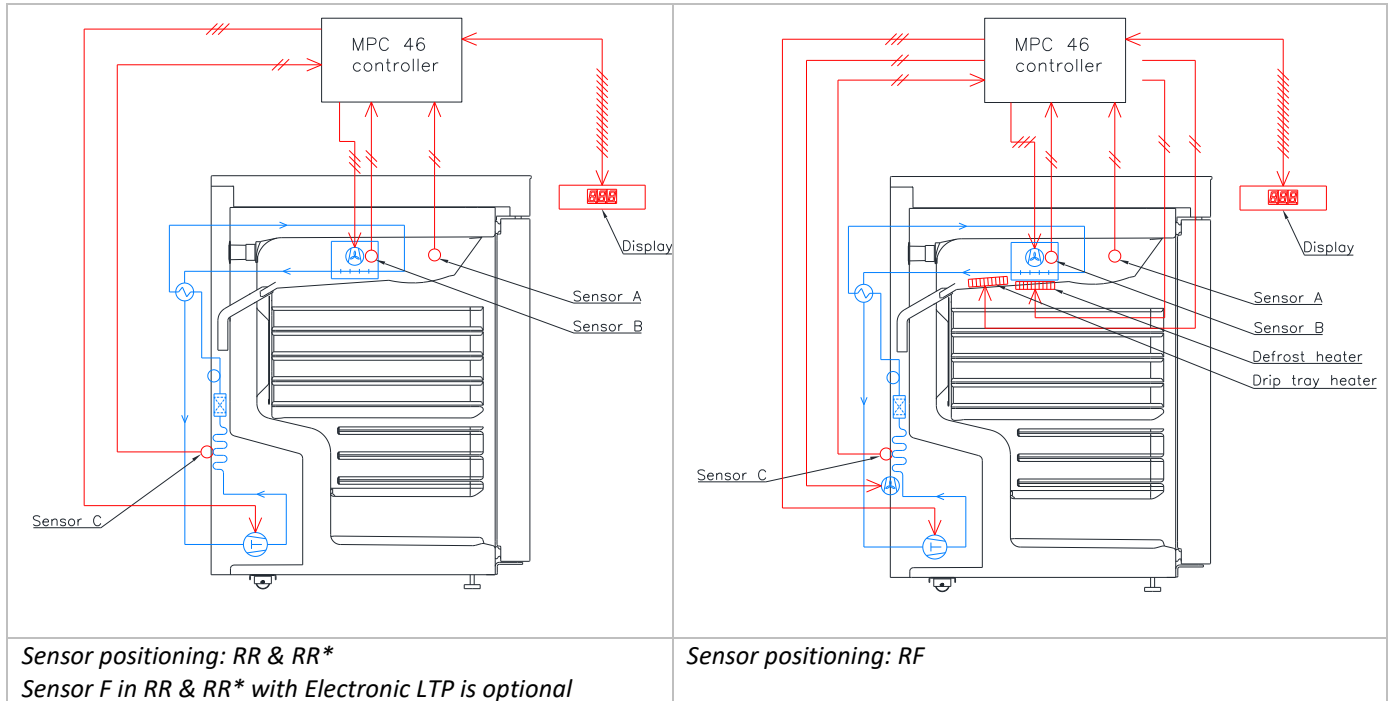 MPC 46
controller
Display
Sensor A
Sensor B
Sensor C
Sensor positioning: RR & RR*
Sensor F in RR & RR* with Electronic LTP is optional
MPC 46
controller
Display
Sensor A
Sensor B
Defrost heater
Drip tray heater
Sensor C
Sensor positioning: RF